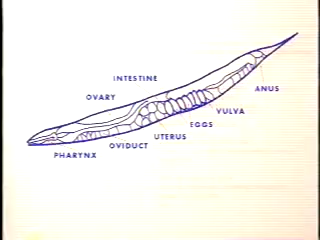 INTESTINE
OVARY
ANUS
VULVA
EGGS
UTERUS
OVIDUCT
PHARYNX